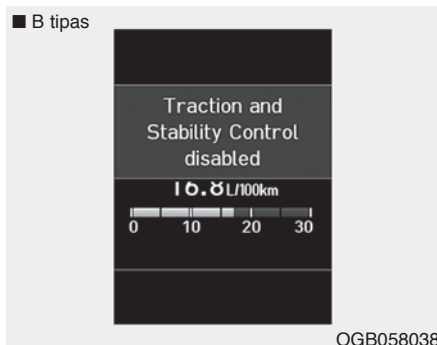 ■ B tipas
Traction and
Stability Control
disabled
16.8 L/100km
0 10 20 30
OGB058038